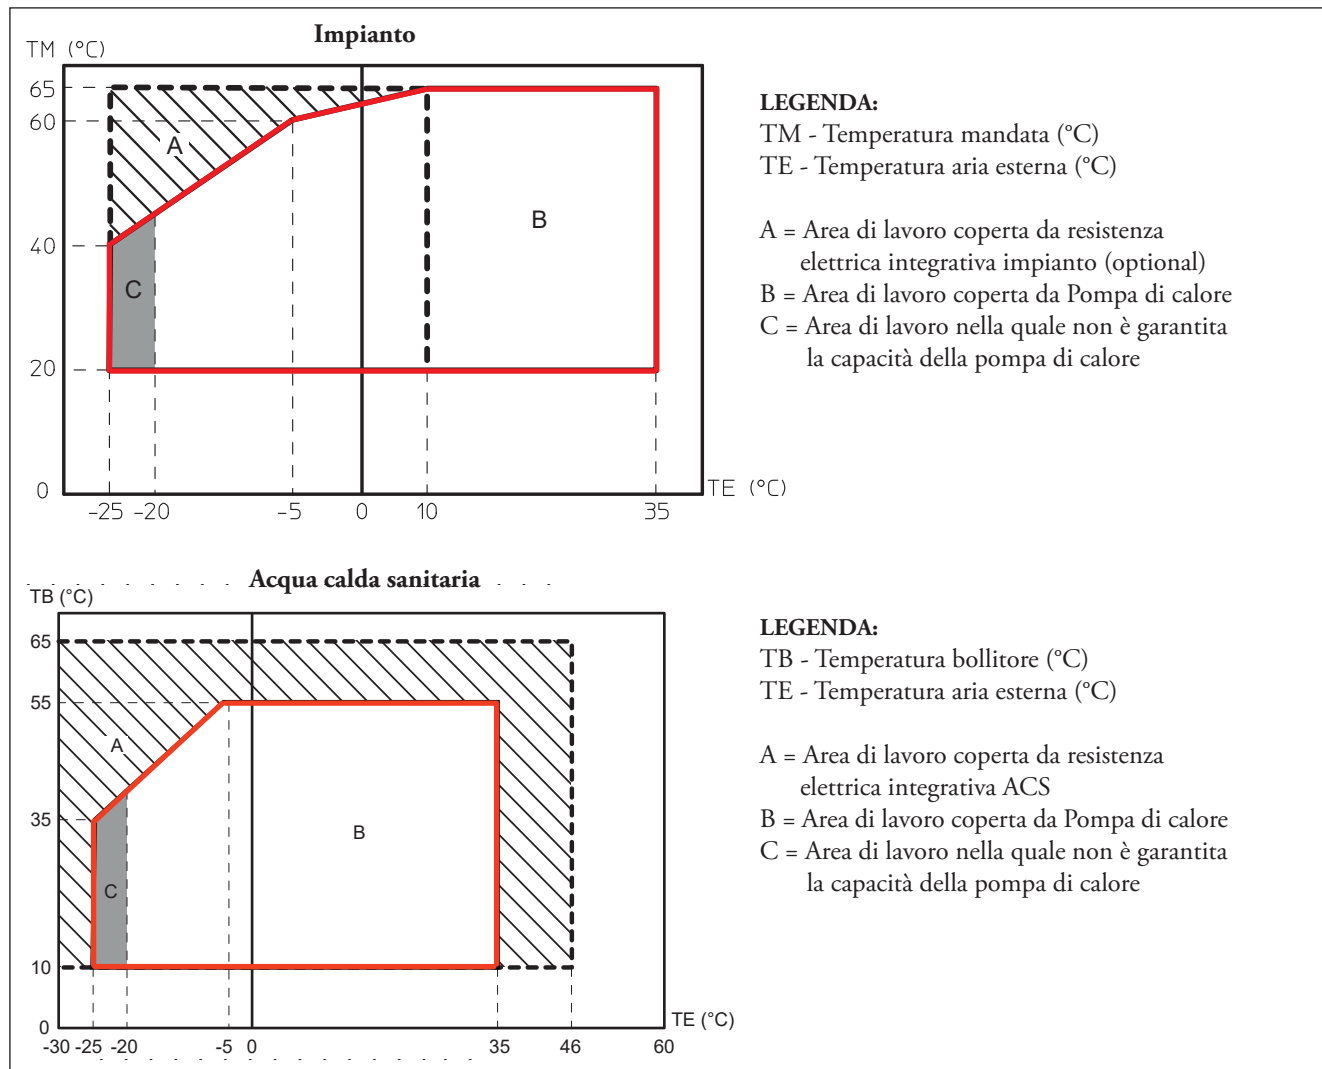 Impianto
TM (°C)
65
60
40
20
0
A
B
C
-25 -20 -5 0 10 35
TE (°C)
LEGENDA:
TM - Temperatura mandata (°C)
TE - Temperatura aria esterna (°C)
A = Area di lavoro coperta da resistenza
elettrica integrativa impianto (optional)
B = Area di lavoro coperta da Pompa di calore
C = Area di lavoro nella quale non è garantita
la capacità della pompa di calore
Acqua calda sanitaria
TB (°C)
65
55
35
10
0
A
B
C
-30 -25 -20 -5 0 35 46 60
TE (°C)
LEGENDA:
TB - Temperatura bollitore (°C)
TE - Temperatura aria esterna (°C)
A = Area di lavoro coperta da resistenza
elettrica integrativa ACS
B = Area di lavoro coperta da Pompa di calore
C = Area di lavoro nella quale non è garantita
la capacità della pompa di calore